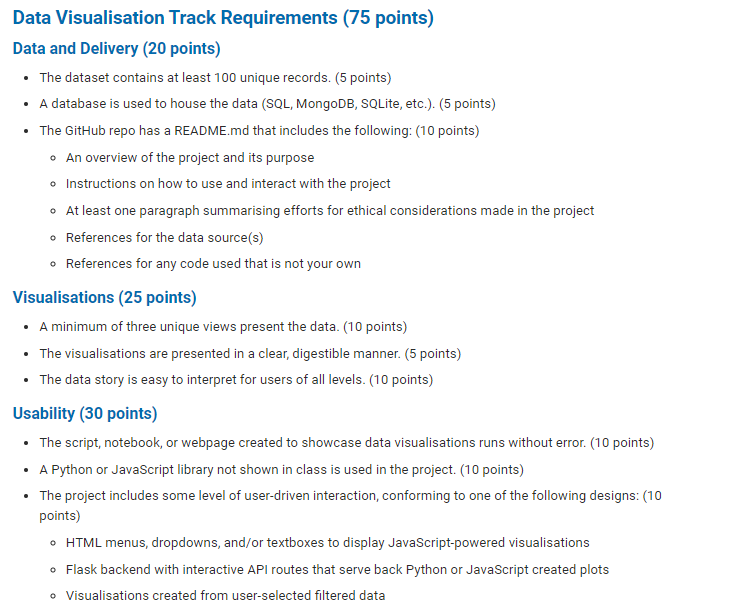 Data Visualisation Track Requirements (75 points)
Data and Delivery (20 points)
• The dataset contains at least 100 unique records. (5 points)
• A database is used to house the data (SQL, MongoDB, SQLite, etc.). (5 points)
• The GitHub repo has a README.md that includes the following: (10 points)
◦ An overview of the project and its purpose
◦ Instructions on how to use and interact with the project
◦ At least one paragraph summarising efforts for ethical considerations made in the project
◦ References for the data source(s)
◦ References for any code used that is not your own
Visualisations (25 points)
• A minimum of three unique views present the data. (10 points)
• The visualisations are presented in a clear, digestible manner. (5 points)
• The data story is easy to interpret for users of all levels. (10 points)
Usability (30 points)
• The script, notebook, or webpage created to showcase data visualisations runs without error. (10 points)
• A Python or JavaScript library not shown in class is used in the project. (10 points)
• The project includes some level of user-driven interaction, conforming to one of the following designs: (10
points)
◦ HTML menus, dropdowns, and/or textboxes to display JavaScript-powered visualisations
◦ Flask backend with interactive API routes that serve back Python or JavaScript created plots
◦ Visualisations created from user-selected filtered data